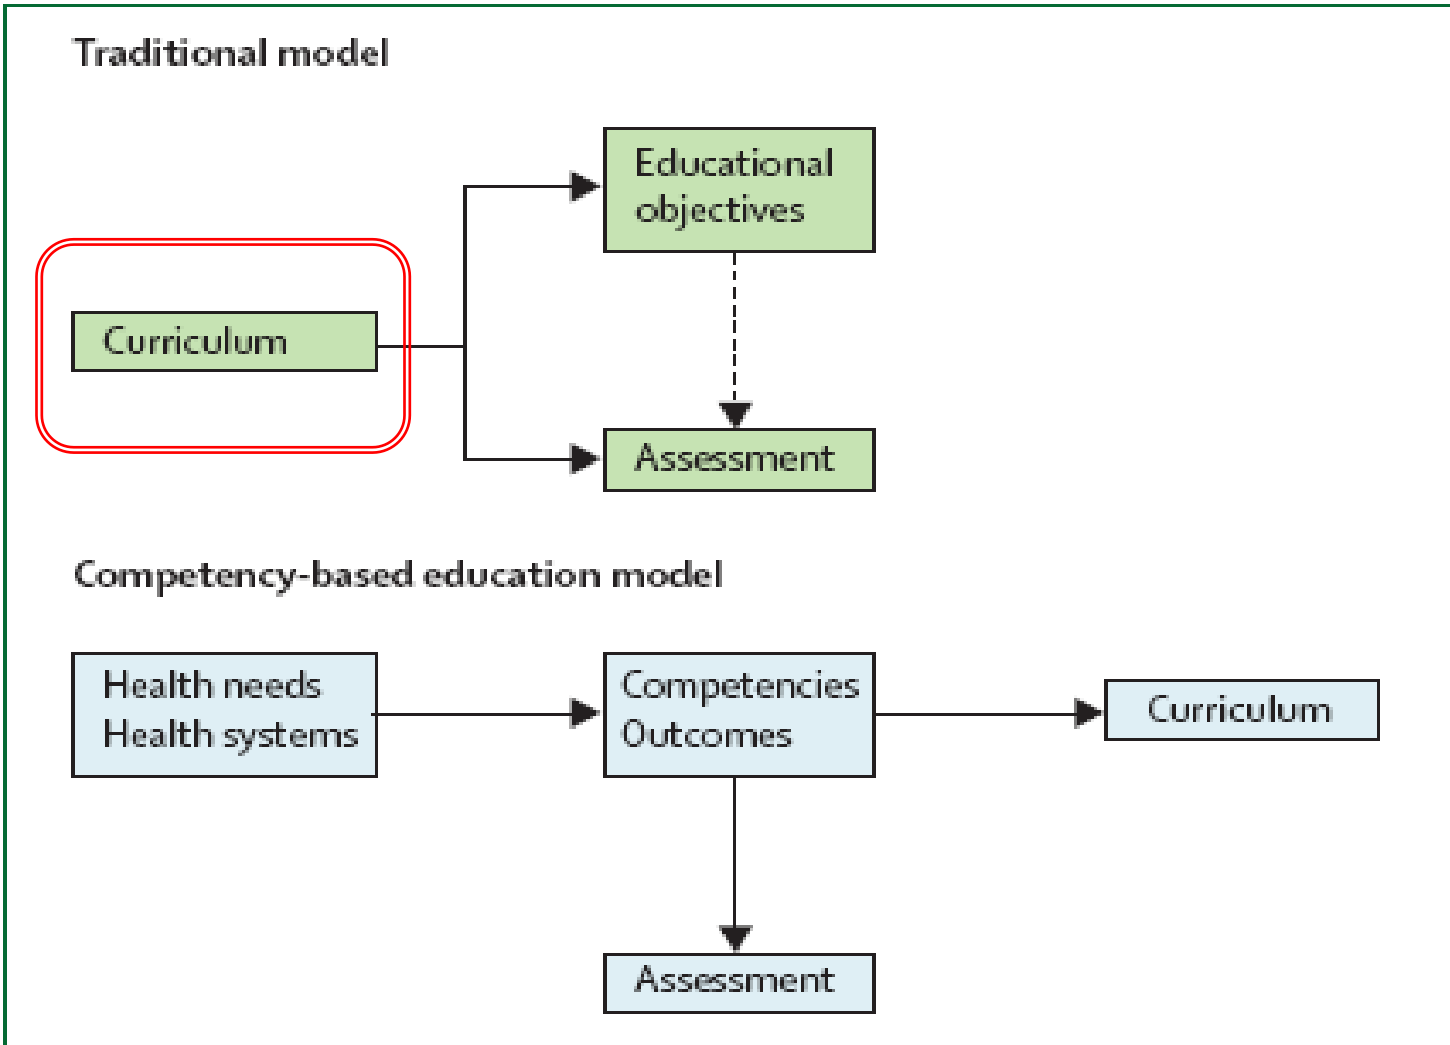 Traditional model
Educational
objectives
Curriculum
Assessment
Competency-based education model
Health needs
Health systems
Competencies
Outcomes
Curriculum
Assessment